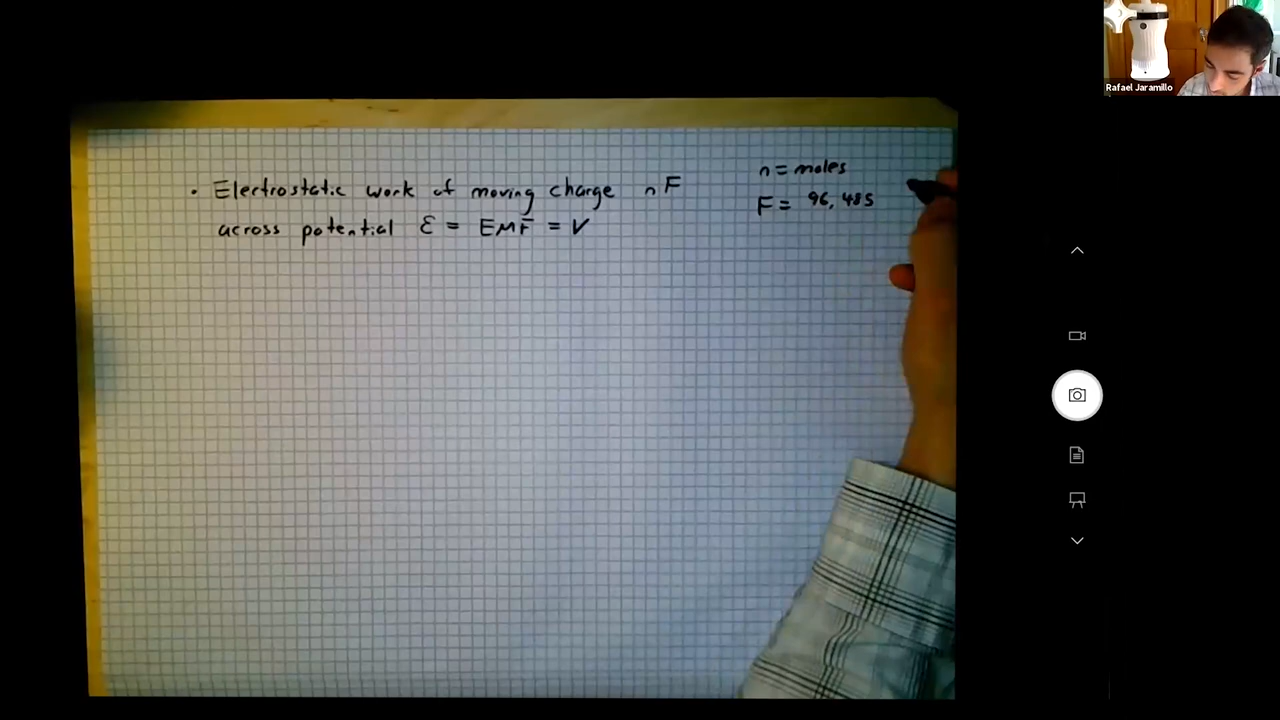 • Electrostatic work of moving charge nF
across potential Ɛ = EMF = V
n = moles
F = 96,485
Rafael Jaramillo